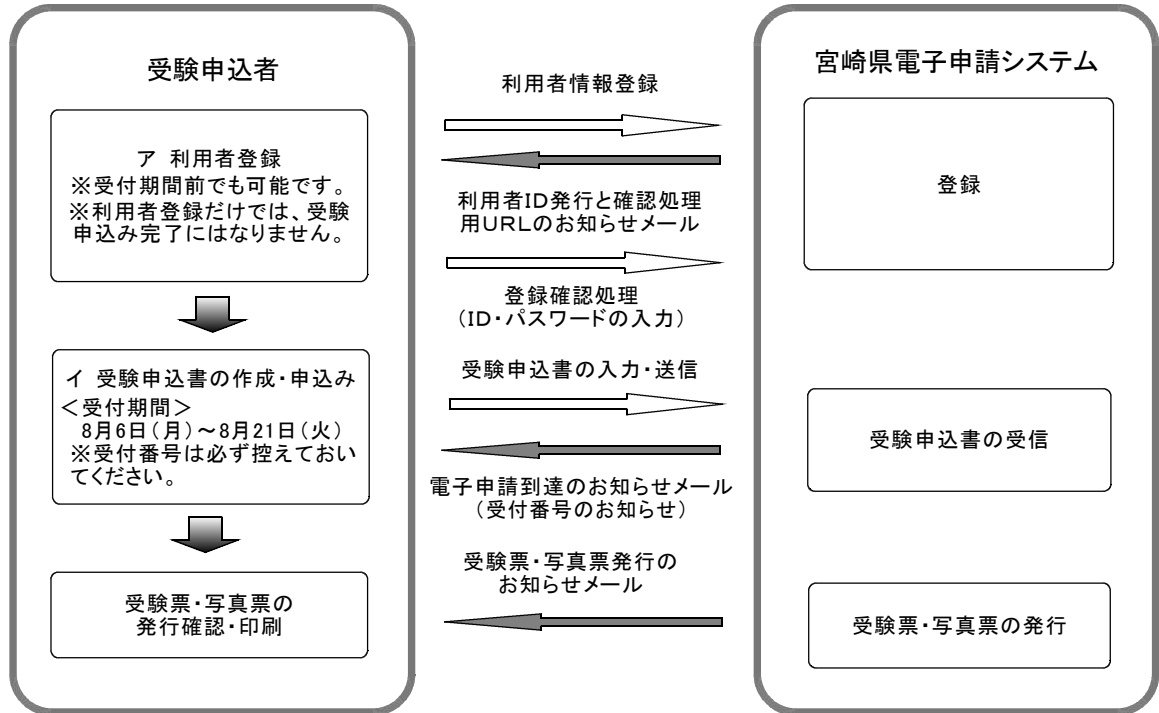 受験申込者
ア 利用者登録
※受付期間前でも可能です。
※利用者登録だけでは、受験
申込み完了にはなりません。
イ 受験申込書の作成・申込み
＜受付期間＞
8月6日（月）～8月21日（火）
※受付番号は必ず控えておい
てください。
受験票・写真票の
発行確認・印刷
利用者情報登録
利用者ID発行と確認処理
用URLのお知らせメール
登録確認処理
（ID・パスワードの入力）
受験申込書の入力・送信
電子申請到達のお知らせメール
（受付番号のお知らせ）
受験票・写真票発行の
お知らせメール
宮崎県電子申請システム
登録
受験申込書の受信
受験票・写真票の発行